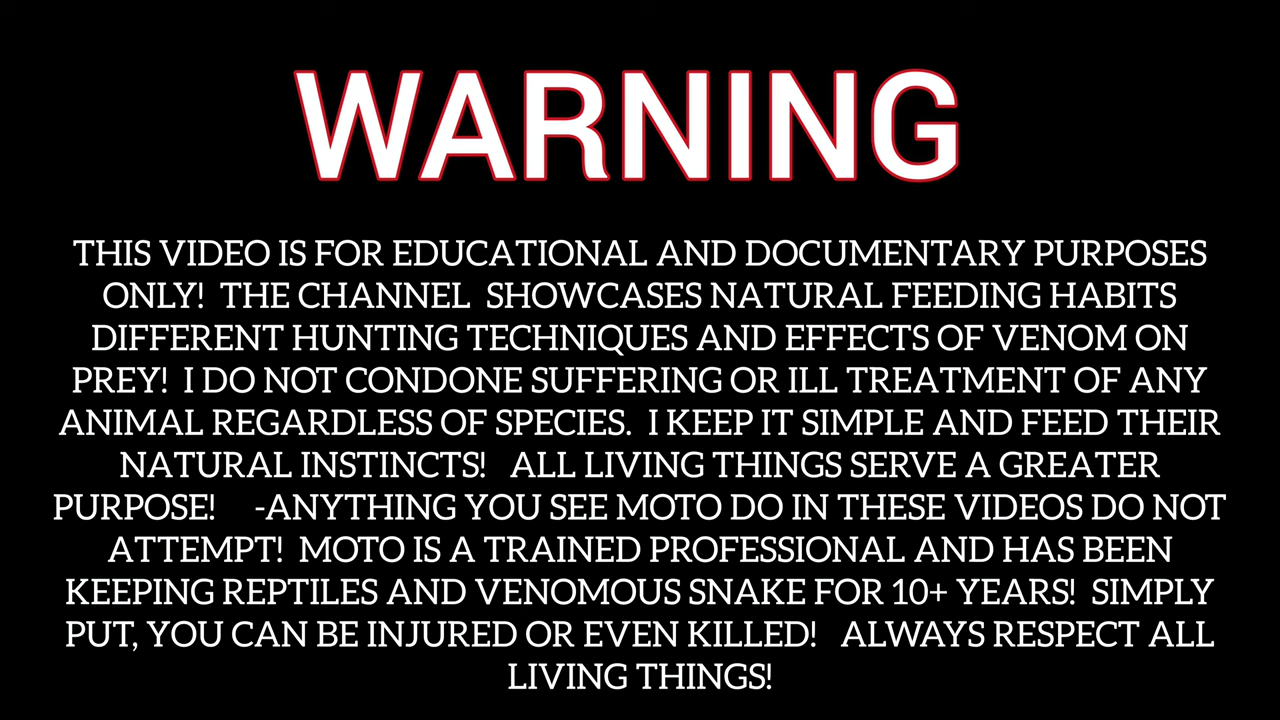 WARNING
THIS VIDEO IS FOR EDUCATIONAL AND DOCUMENTARY PURPOSES
ONLY!  THE CHANNEL  SHOWCASES NATURAL FEEDING HABITS
DIFFERENT HUNTING TECHNIQUES AND EFFECTS OF VENOM ON
PREY!  I DO NOT CONDONE SUFFERING OR ILL TREATMENT OF ANY
ANIMAL REGARDLESS OF SPECIES.  I KEEP IT SIMPLE AND FEED THEIR
NATURAL INSTINCTS!   ALL LIVING THINGS SERVE A GREATER
PURPOSE!     -ANYTHING YOU SEE MOTO DO IN THESE VIDEOS DO NOT
ATTEMPT!  MOTO IS A TRAINED PROFESSIONAL AND HAS BEEN
KEEPING REPTILES AND VENOMOUS SNAKE FOR 10+ YEARS!  SIMPLY
PUT, YOU CAN BE INJURED OR EVEN KILLED!   ALWAYS RESPECT ALL
LIVING THINGS!